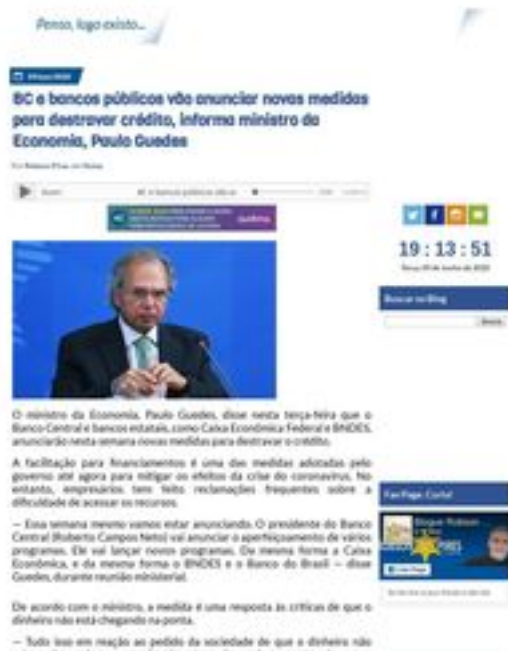 Penso, logo existo...
BC e bancos públicos vão anunciar novas medidas
para destravar crédito, informa ministro da
Economia, Paulo Guedes
19 : 13 : 51
Buscar no Blog
O ministro da Economia, Paulo Guedes, disse nesta terça-feira que o
Banco Central e bancos estatais, como Caixa Econômica Federal e BNDES,
anunciarão nesta semana novas medidas para destravar o crédito.
A facilitação para financiamentos é uma das medidas adotadas pelo
governo até agora para mitigar os efeitos da crise do coronavírus. No
entanto, empresários tem feito reclamações frequentes sobre a
dificuldade de acessar os recursos.
Fan Page. Curta!
— Essa semana mesmo vamos estar anunciando. O presidente do Banco
Central (Roberto Campos Neto) vai anunciar o aperfeiçoamento de vários
programas. Ele vai lançar novos programas. Da mesma forma a Caixa
Econômica, e da mesma forma o BNDES e o Banco do Brasil — disse
Guedes, durante reunião ministerial.
De acordo com o ministro, a medida é uma resposta às críticas de que o
dinheiro não está chegando na ponta.
— Tudo isso em reação ao pedido da sociedade de que o dinheiro não